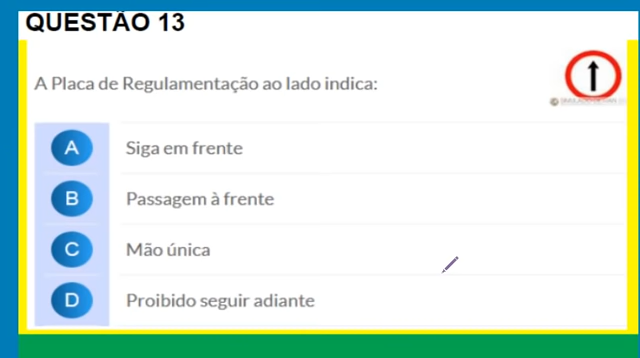 QUESTÃO 13
A Placa de Regulamentação ao lado indica:
A Siga em frente
B Passagem à frente
C Mão única
D Proibido seguir adiante